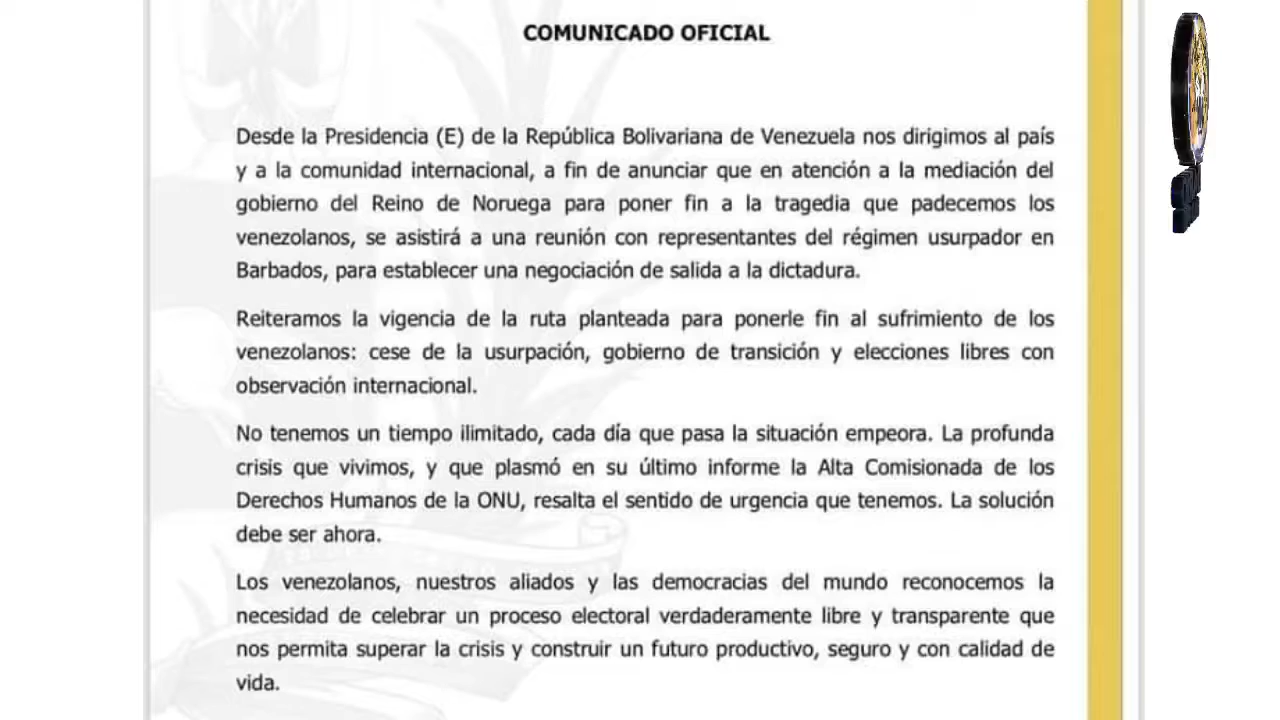 COMUNICADO OFICIAL
Desde la Presidencia (E) de la República Bolivariana de Venezuela nos dirigimos al país
y a la comunidad internacional, a fin de anunciar que en atención a la mediación del
gobierno del Reino de Noruega para poner fin a la tragedia que padecemos los
venezolanos, se asistirá a una reunión con representantes del régimen usurpador en
Barbados, para establecer una negociación de salida a la dictadura.
Reiteramos la vigencia de la ruta planteada para ponerle fin al sufrimiento de los
venezolanos: cese de la usurpación, gobierno de transición y elecciones libres con
observación internacional.
No tenemos un tiempo ilimitado, cada día que pasa la situación empeora. La profunda
crisis que vivimos, y que plasmó en su último informe la Alta Comisionada de los
Derechos Humanos de la ONU, resalta el sentido de urgencia que tenemos. La solución
debe ser ahora.
Los venezolanos, nuestros aliados y las democracias del mundo reconocemos la
necesidad de celebrar un proceso electoral verdaderamente libre y transparente que
nos permita superar la crisis y construir un futuro productivo, seguro y con calidad de
vida.